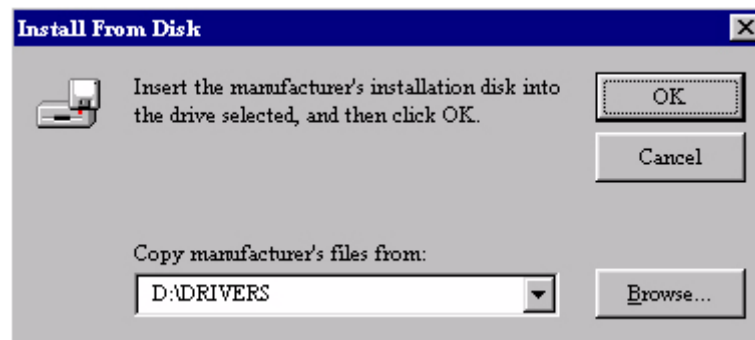 Install From Disk
Insert the manufacturer's installation disk into
the drive selected, and then click OK.
OK
Cancel
Copy manufacturer's files from:
D:\DRIVERS
Browse...